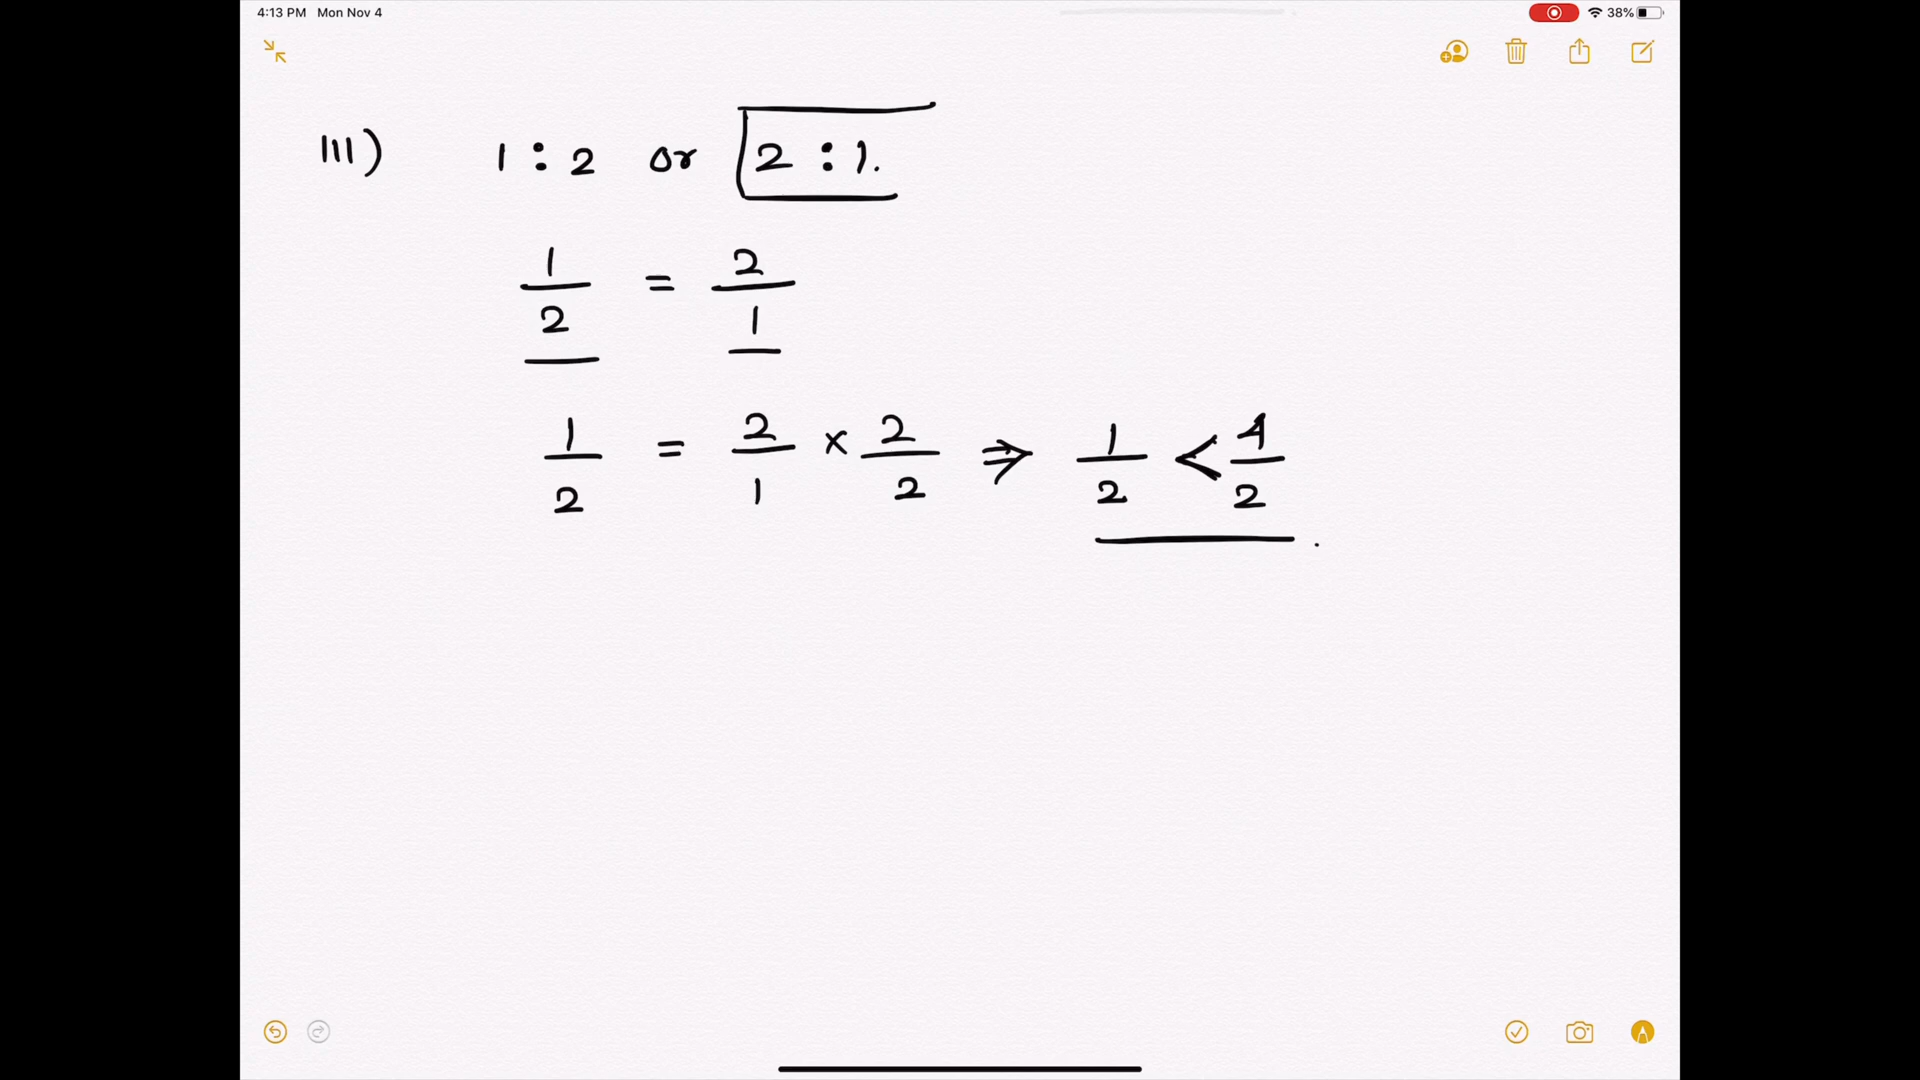 4:13 PM Mon Nov 4 38%
III) 1 : 2 or 2 : 1.
1/2 = 2/1
1/2 = 2/1 × 2/2 ⇒ 1/2 < 4/2 .